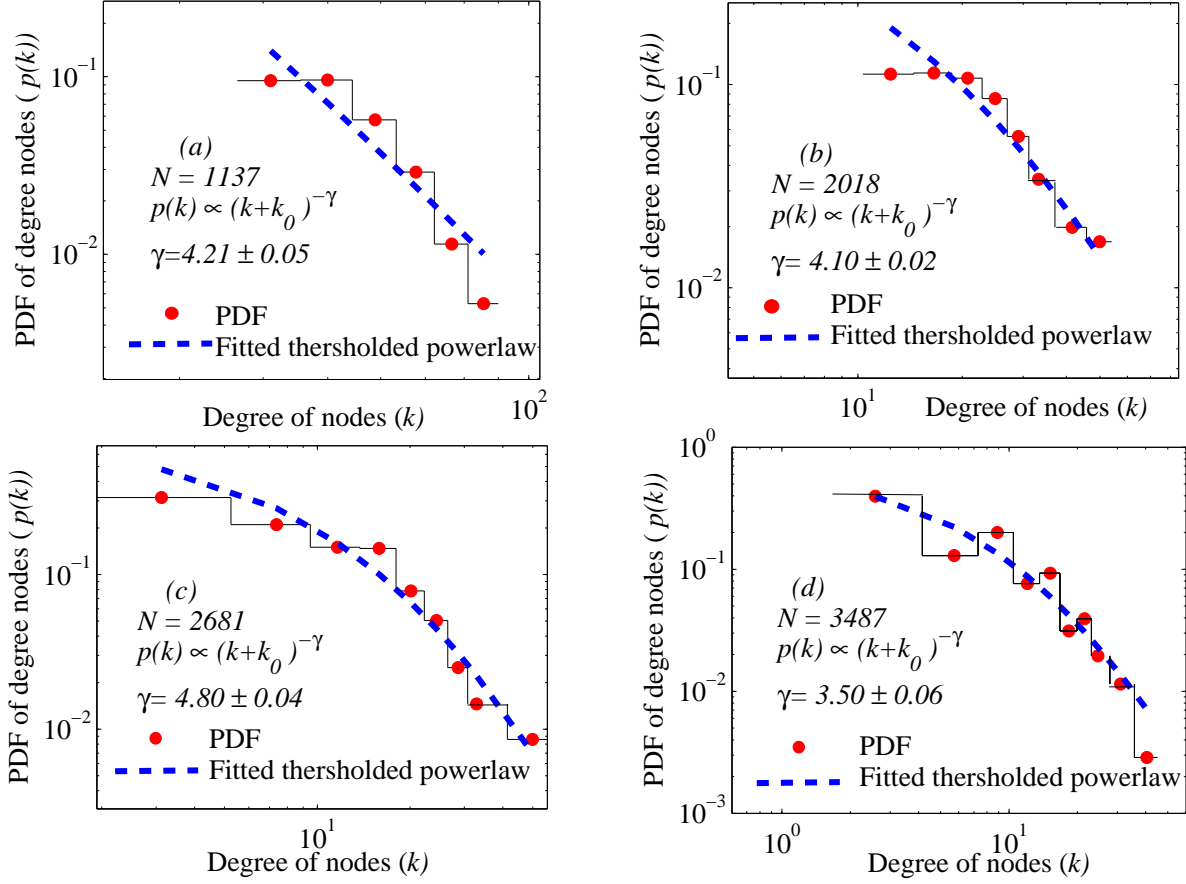 PDF of degree nodes ( p(k))
10^-1
10^-2
(a)
N = 1137
p(k) ∝ (k+k_0 )^−γ
γ=4.21 ± 0.05
PDF
Fitted thersholded powerlaw
10^2
Degree of nodes (k)
PDF of degree nodes ( p(k))
10^-1
10^-2
(b)
N = 2018
p(k) ∝ (k+k_0 )^−γ
γ= 4.10 ± 0.02
PDF
Fitted thersholded powerlaw
10^1
Degree of nodes (k)
PDF of degree nodes ( p(k))
10^-1
10^-2
(c)
N = 2681
p(k) ∝ (k+k_0 )^−γ
γ= 4.80 ± 0.04
PDF
Fitted thersholded powerlaw
10^1
Degree of nodes (k)
PDF of degree nodes ( p(k))
10^0
10^-1
10^-2
10^-3
(d)
N = 3487
p(k) ∝ (k+k_0 )^−γ
γ= 3.50 ± 0.06
PDF
Fitted thersholded powerlaw
10^0
10^1
Degree of nodes (k)